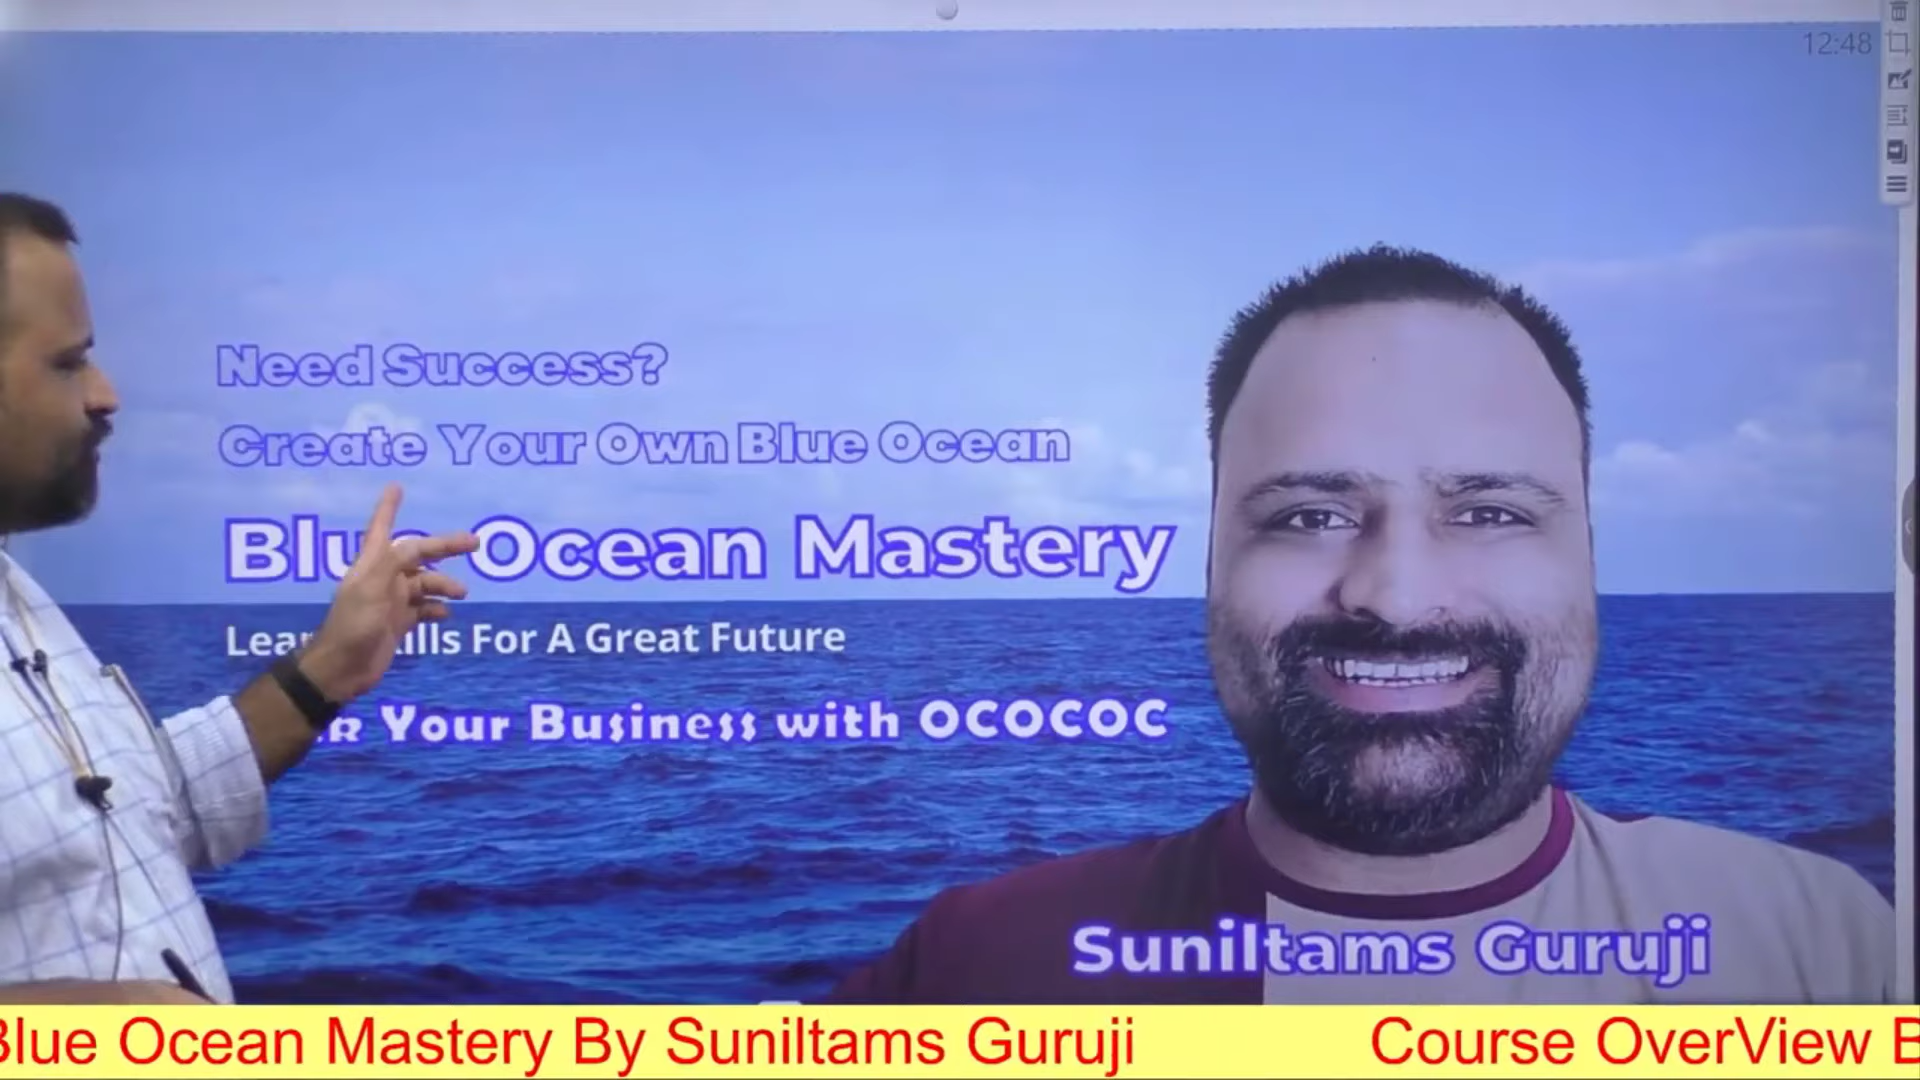 12:48
Need Success?
Create Your Own Blue Ocean
Blue Ocean Mastery
For A Great Future
Your Business with OCOCOC
Suniltams Guruji
Blue Ocean Mastery By Suniltams Guruji Course OverView B